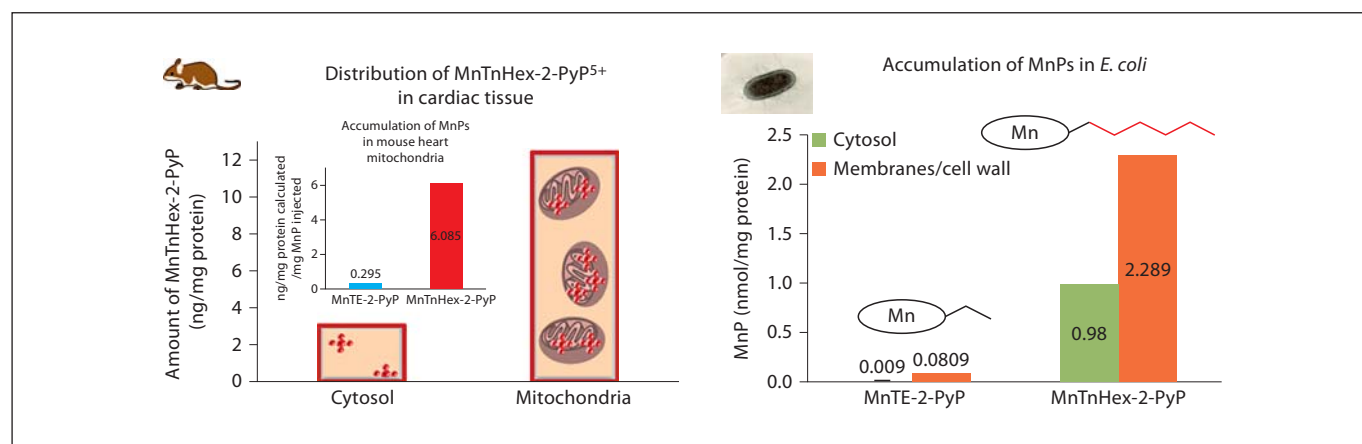 Distribution of MnTnHex-2-PyP⁵⁺
in cardiac tissue
Amount of MnTnHex-2-PyP
(ng/mg protein)
12
10
8
6
4
2
0
Cytosol
Mitochondria
Accumulation of MnPs
in mouse heart
mitochondria
ng/mg protein calculated
/mg MnP injected
6
4
2
0
0.295
6.085
MnTE-2-PyP
MnTnHex-2-PyP
Accumulation of MnPs in E. coli
MnP (nmol/mg protein)
2.5
2.0
1.5
1.0
0.5
0.0
Cytosol
Membranes/cell wall
Mn
Mn
0.009
0.0809
0.98
2.289
MnTE-2-PyP
MnTnHex-2-PyP